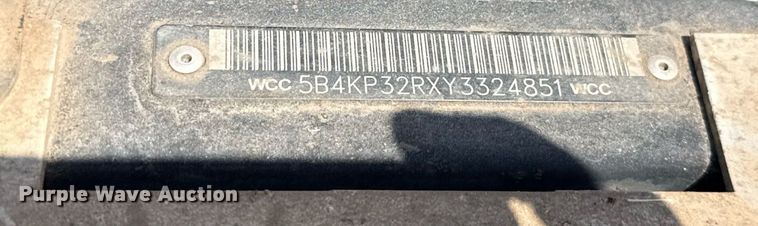 WCC 5B4KP32RXY3324851 WCC
Purple Wave Auction